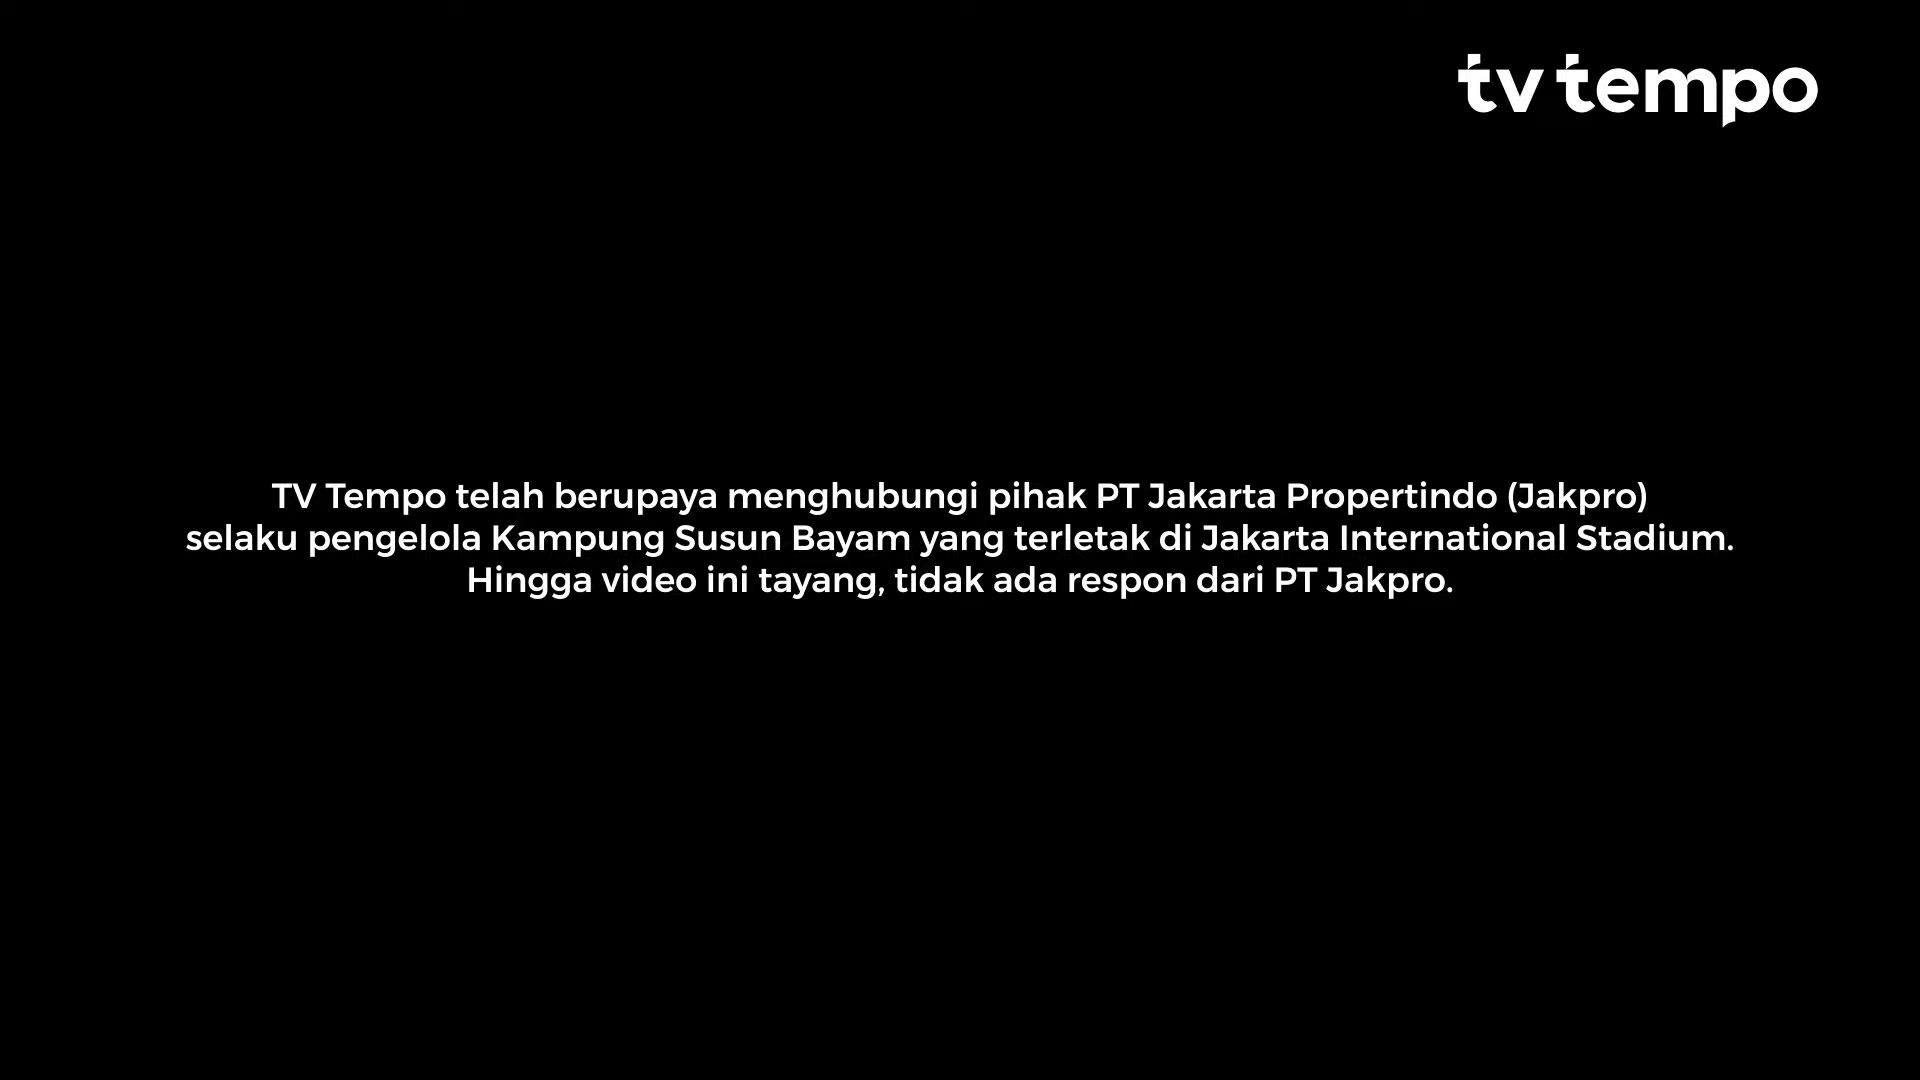 tv tempo
TV Tempo telah berupaya menghubungi pihak PT Jakarta Propertindo (Jakpro)
selaku pengelola Kampung Susun Bayam yang terletak di Jakarta International Stadium.
Hingga video ini tayang, tidak ada respon dari PT Jakpro.